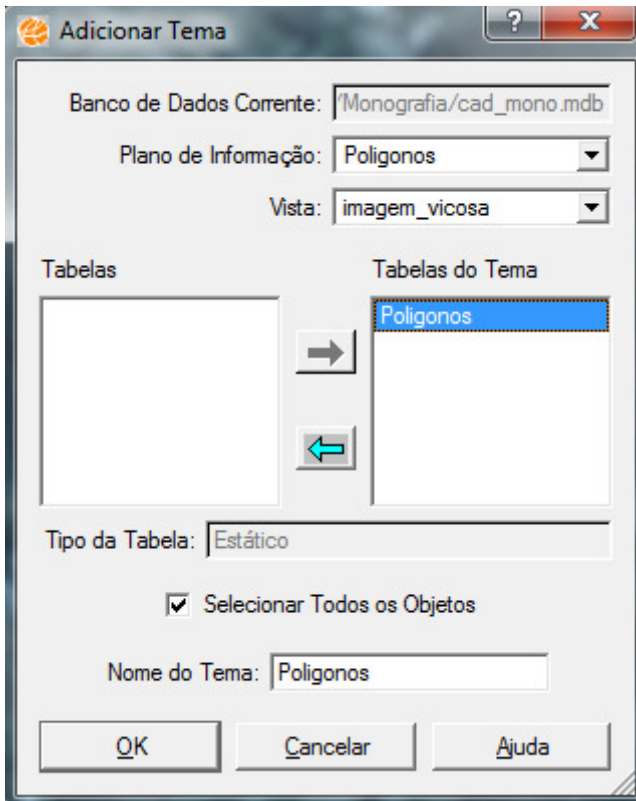 Adicionar Tema
Banco de Dados Corrente: 'Monografia/cad_mono.mdb
Plano de Informação: Poligonos
Vista: imagem_vicosa
Tabelas Tabelas do Tema
Poligonos
Tipo da Tabela: Estático
Selecionar Todos os Objetos
Nome do Tema: Poligonos
OK Cancelar Ajuda